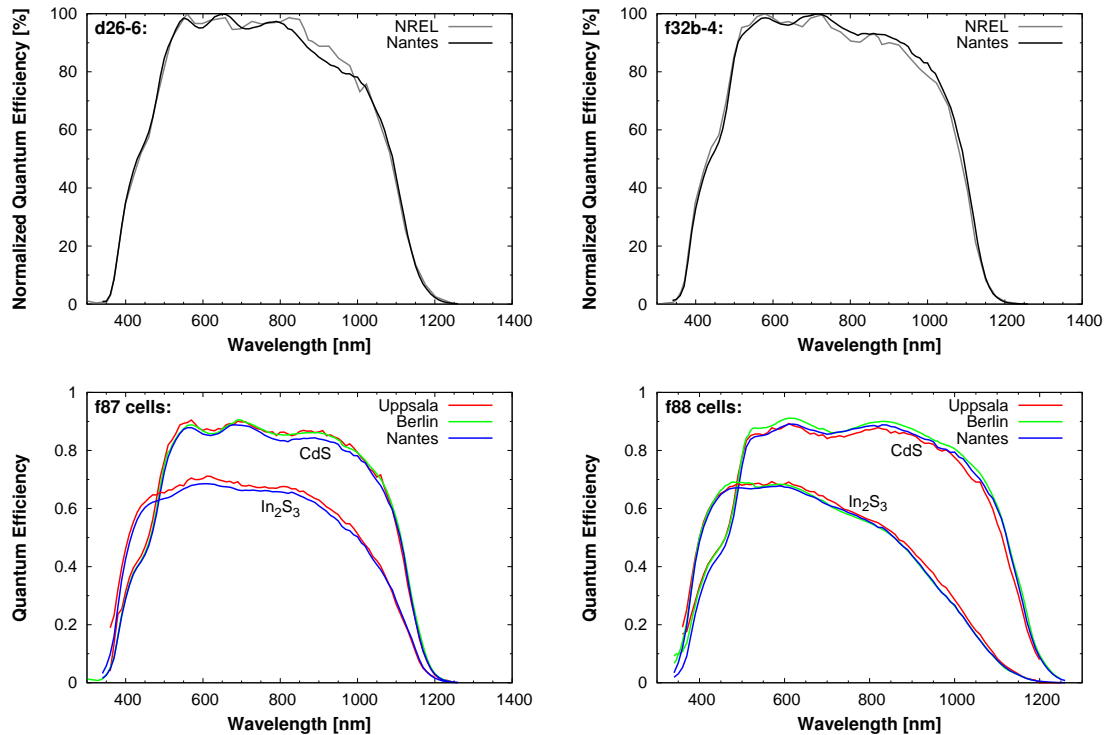 Normalized Quantum Efficiency [%]
100
80
60
40
20
0
d26-6:
NREL
Nantes
400 600 800 1000 1200 1400
Wavelength [nm]
Normalized Quantum Efficiency [%]
100
80
60
40
20
0
f32b-4:
NREL
Nantes
400 600 800 1000 1200 1400
Wavelength [nm]
Quantum Efficiency
1
0.8
0.6
0.4
0.2
0
f87 cells:
Uppsala
Berlin
Nantes
CdS
In₂S₃
400 600 800 1000 1200 1400
Wavelength [nm]
Quantum Efficiency
1
0.8
0.6
0.4
0.2
0
f88 cells:
Uppsala
Berlin
Nantes
CdS
In₂S₃
400 600 800 1000 1200
Wavelength [nm]